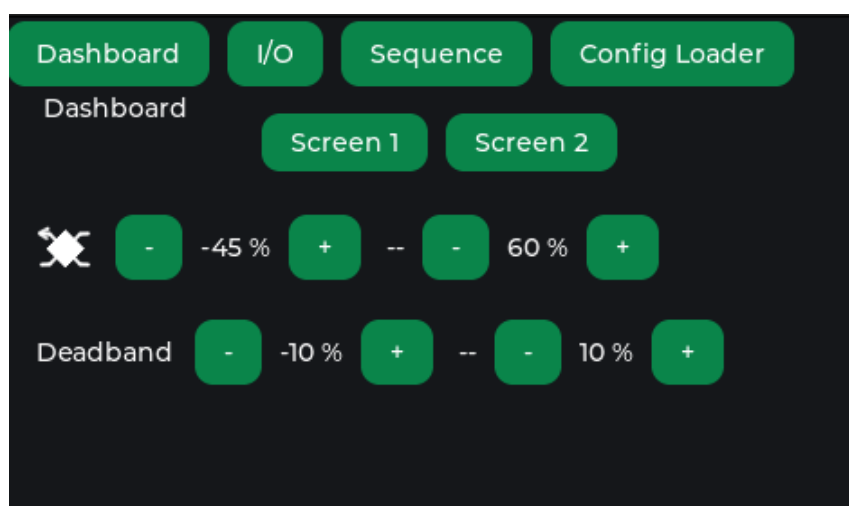 Dashboard I/O Sequence Config Loader
Dashboard
Screen 1 Screen 2
- -45 % + -- - 60 % +
Deadband - -10 % + -- - 10 % +